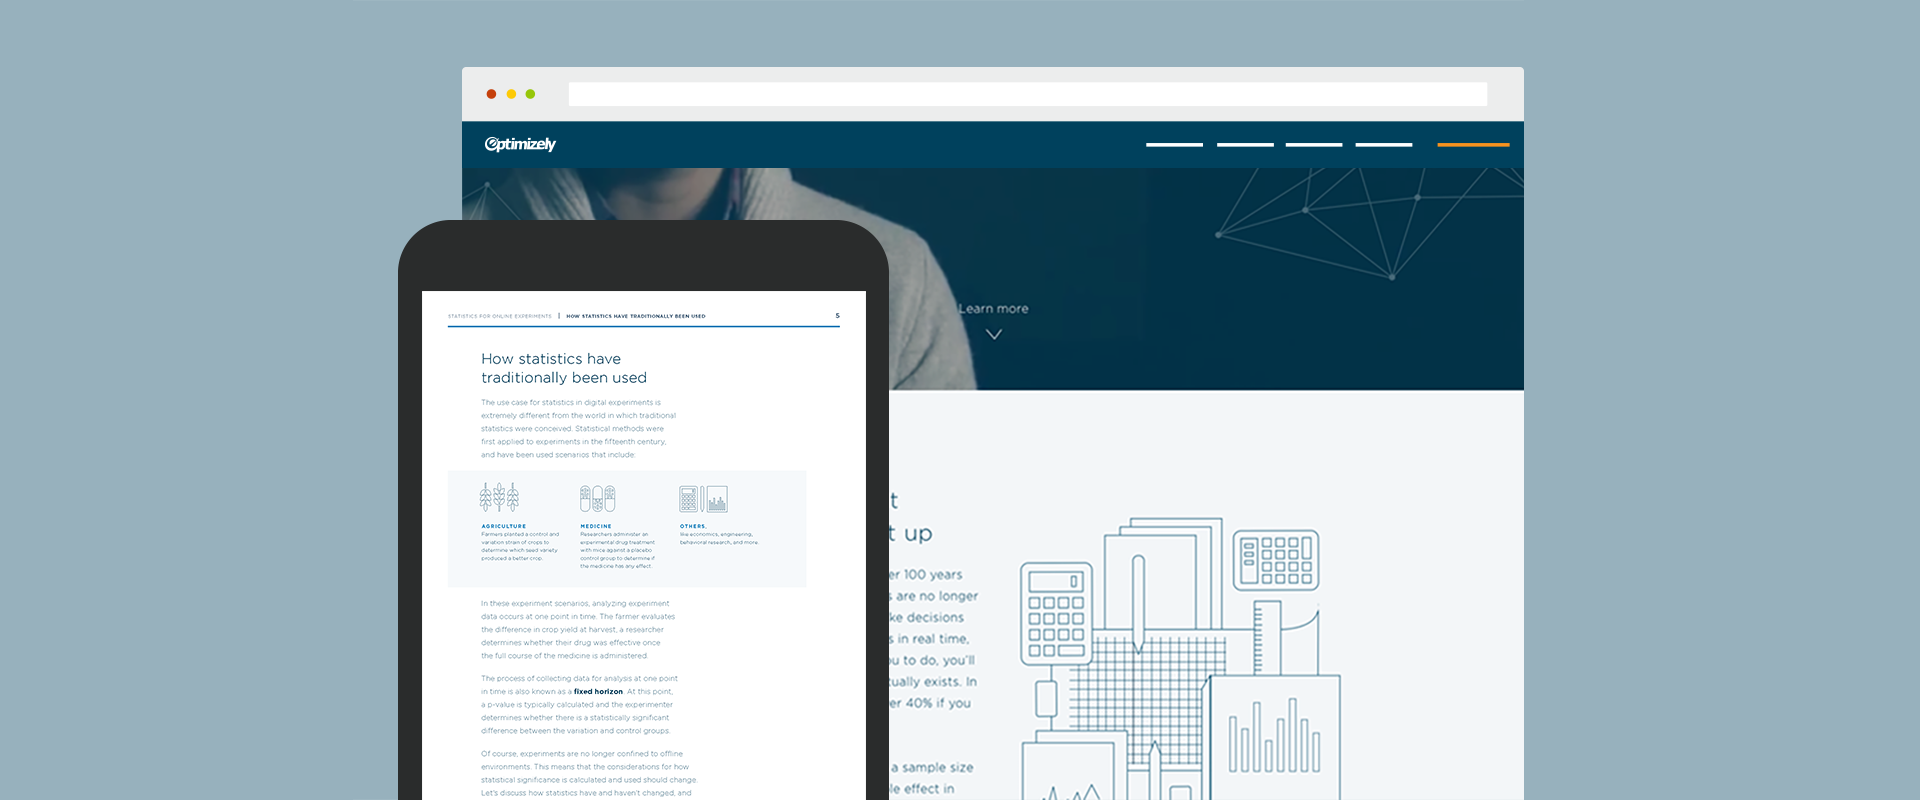 Optimizely
Learn more
STATISTICS FOR ONLINE EXPERIMENTS | HOW STATISTICS HAVE TRADITIONALLY BEEN USED 5
How statistics have
traditionally been used
The use case for statistics in digital experiments is
extremely different from the world in which traditional
statistics were conceived. Statistical methods were
first applied to experiments in the fifteenth century,
and have been used scenarios that include:
AGRICULTURE
Farmers planted a control and
variation strain of crops to
determine which seed variety
produced a better crop
MEDICINE
Researchers administer an
experimental drug treatment
with mice against a placebo
control group to determine if
the medicine has any effect.
OTHERS,
like economics, engineering,
behavioral research, and more.
In these experiment scenarios, analyzing experiment
data occurs at one point in time. The farmer evaluates
the difference in crop yield at harvest, a researcher
determines whether their drug was effective once
the full course of the medicine is administered.
The process of collecting data for analysis at one point
in time is also known as a fixed horizon. At this point,
a p-value is typically calculated and the experimenter
determines whether there is a statistically significant
difference between the variation and control groups.
Of course, experiments are no longer confined to offline
environments. This means that the considerations for how
statistical significance is calculated and used should change.
Let's discuss how statistics have and haven't changed, and
t
t up
er 100 years
s are no longer
ke decisions
s in real time,
ou to do, you'll
tually exists. In
er 40% if you
a sample size
le effect in